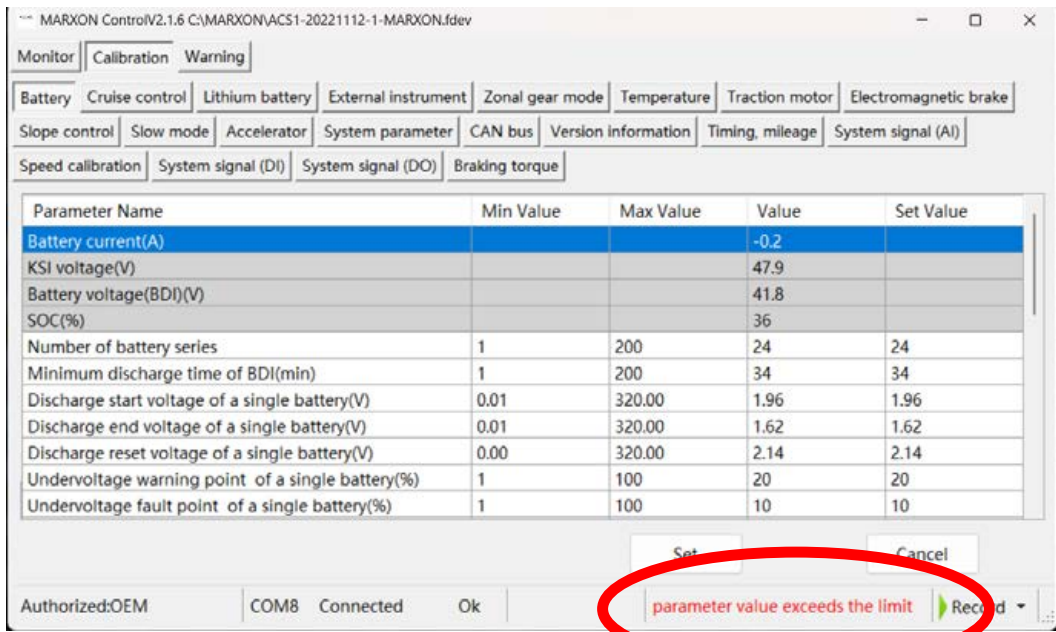 MARXON ControlV2.1.6 C:\MARXON\ACS1-20221112-1-MARXON.fdev
Monitor Calibration Warning
Battery Cruise control Lithium battery External instrument Zonal gear mode Temperature Traction motor Electromagnetic brake
Slope control Slow mode Accelerator System parameter CAN bus Version information Timing, mileage System signal (AI)
Speed calibration System signal (DI) System signal (DO) Braking torque
Parameter Name Min Value Max Value Value Set Value
Battery current(A) -0.2
KSI voltage(V) 47.9
Battery voltage(BDI)(V) 41.8
SOC(%) 36
Number of battery series 1 200 24 24
Minimum discharge time of BDI(min) 1 200 34 34
Discharge start voltage of a single battery(V) 0.01 320.00 1.96 1.96
Discharge end voltage of a single battery(V) 0.01 320.00 1.62 1.62
Discharge reset voltage of a single battery(V) 0.00 320.00 2.14 2.14
Undervoltage warning point of a single battery(%) 1 100 20 20
Undervoltage fault point of a single battery(%) 1 100 10 10
Set Cancel
Authorized:OEM COM8 Connected Ok parameter value exceeds the limit Record